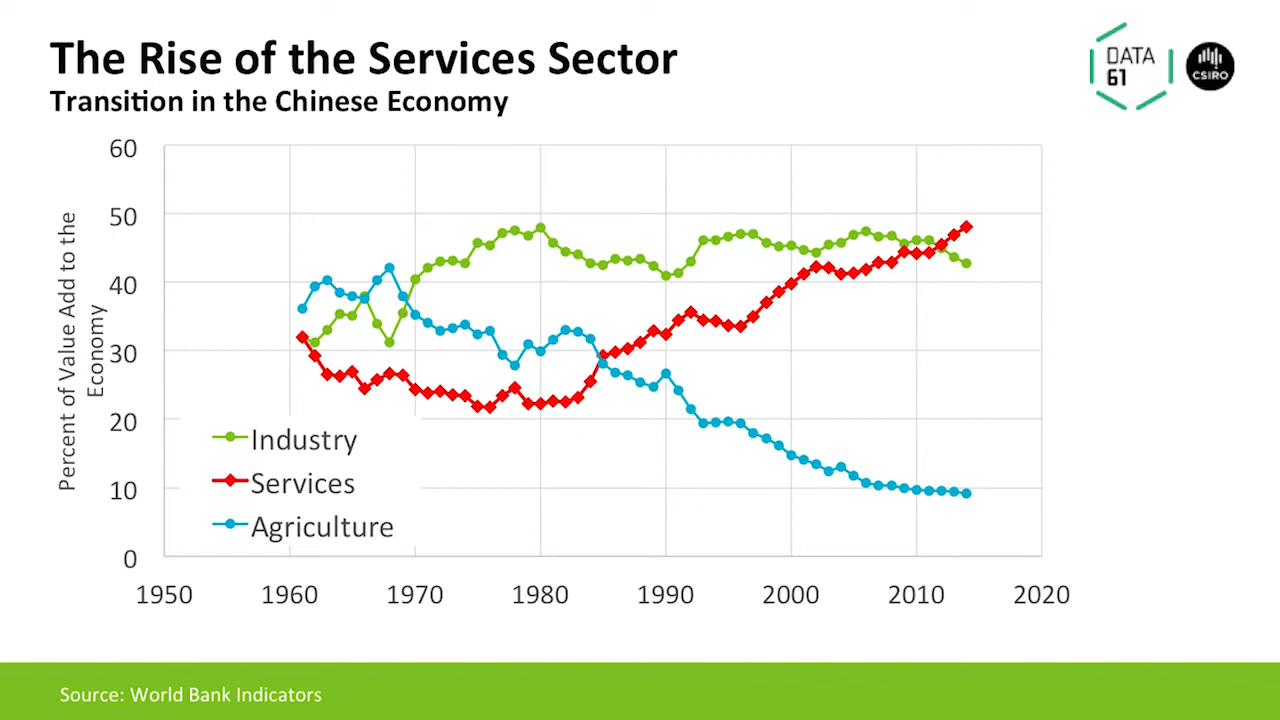 The Rise of the Services Sector
Transition in the Chinese Economy
DATA
61
CSIRO
Percent of Value Add to the
Economy
60
50
40
30
20
10
0
Industry
Services
Agriculture
1950 1960 1970 1980 1990 2000 2010 2020
Source: World Bank Indicators